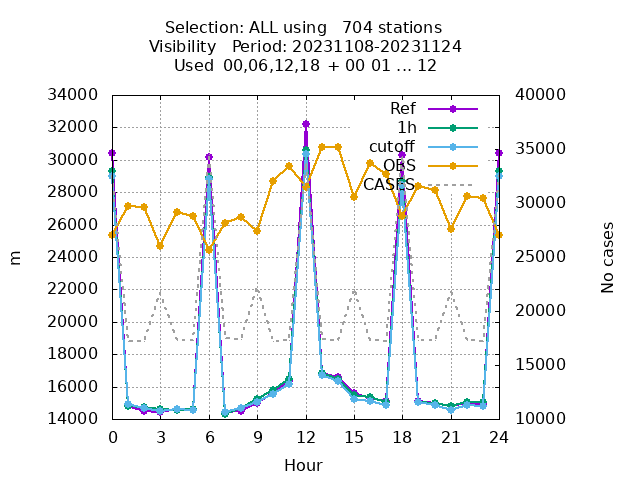 Selection: ALL using   704 stations
Visibility   Period: 20231108-20231124
Used  00,06,12,18 + 00 01 ... 12
34000
32000
30000
28000
26000
24000
22000
20000
18000
16000
14000
40000
35000
30000
25000
20000
15000
10000
Ref
1h
cutoff
OBS
CASES
m
No cases
0 3 6 9 12 15 18 21 24
Hour